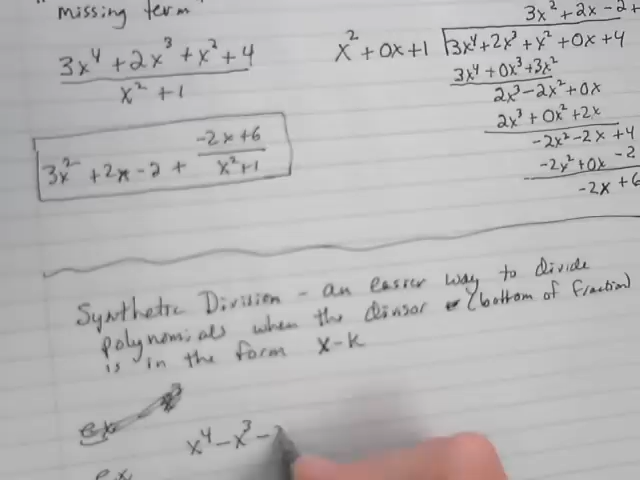 missing term"
3x⁴ + 2x³ + x² + 4
x² + 1
3x² + 2x - 2 + -2x + 6
x² + 1
3x² + 2x - 2 +
x² + 0x + 1 3x⁴ + 2x³ + x² + 0x + 4
3x⁴ + 0x³ + 3x²
2x³ - 2x² + 0x
2x³ + 0x² + 2x
-2x² - 2x + 4
-2x² + 0x - 2
-2x + 6
Synthetic Division - an easier way to divide
polynomials when the divisor (bottom of fraction)
is in the form x - k
ex
ex x⁴ - x³ -